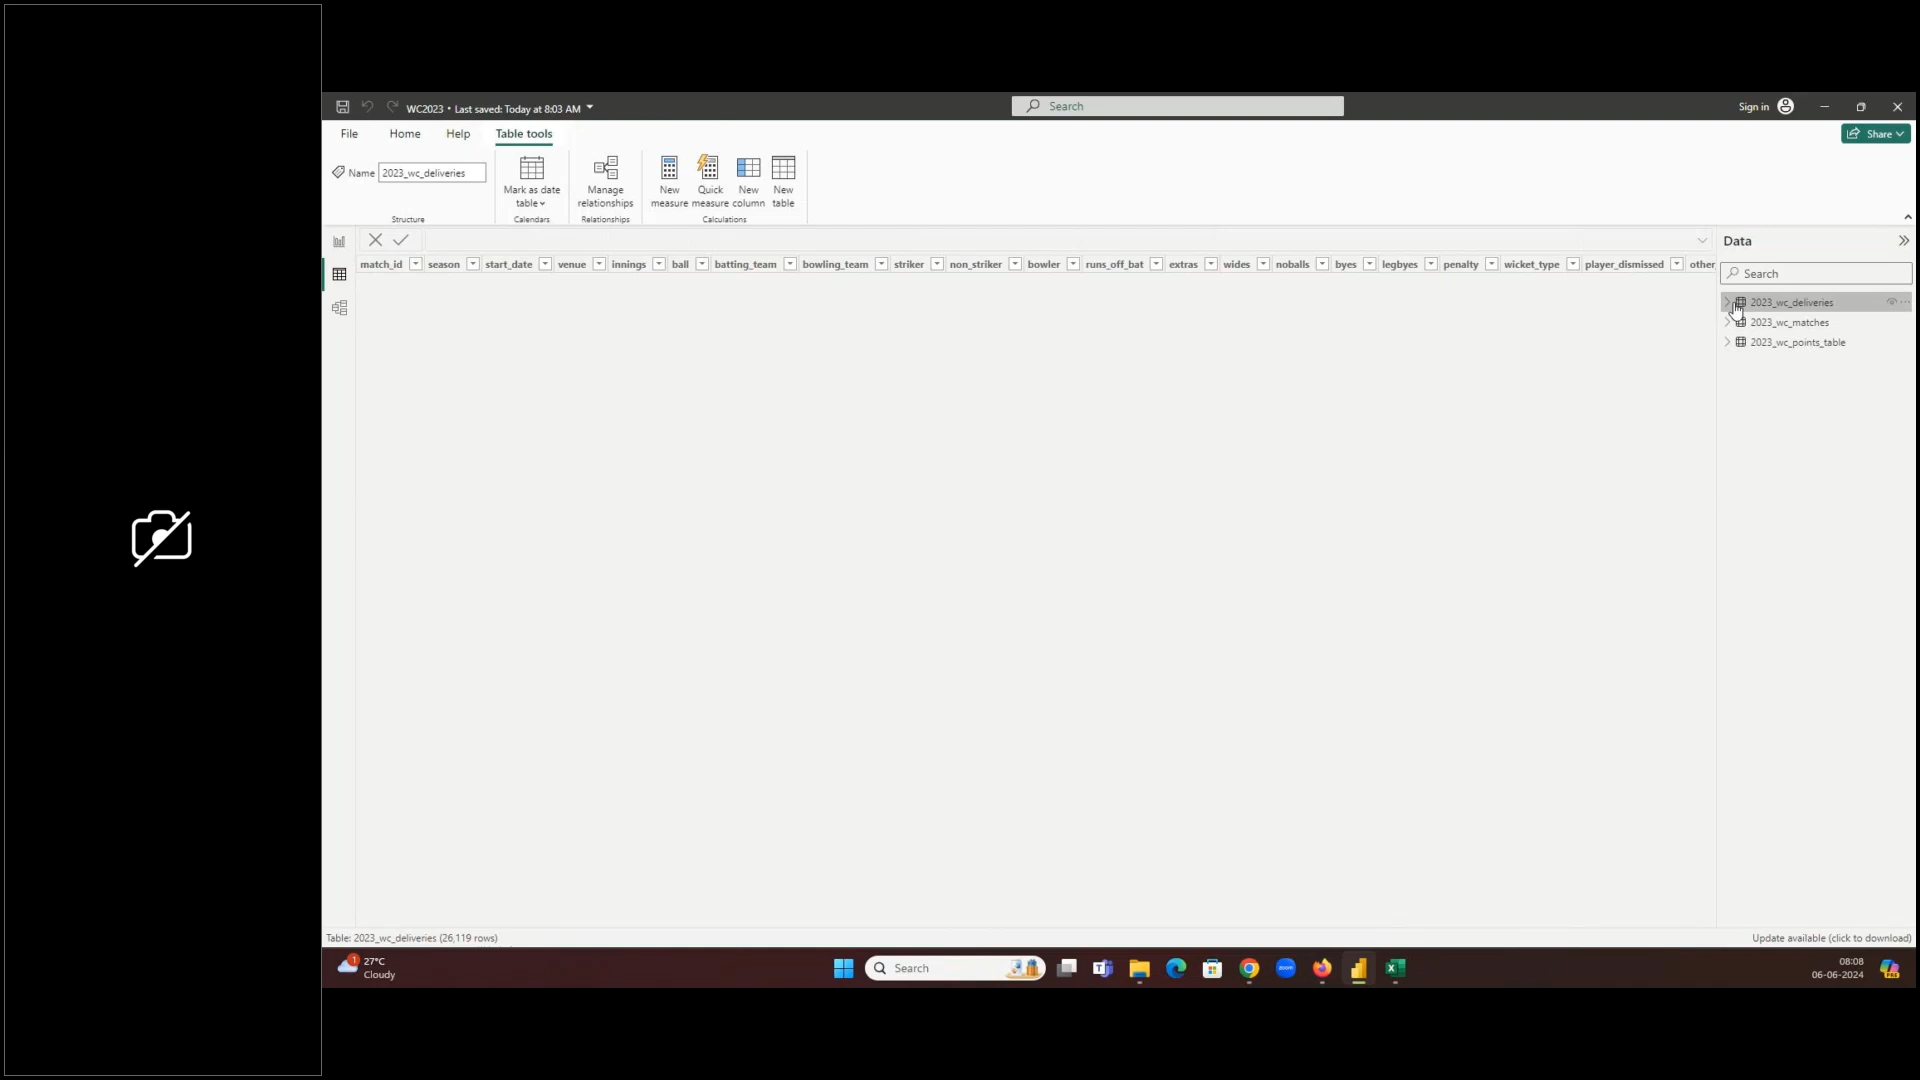 WC2023 • Last saved: Today at 8:03 AM
Search
Sign in
File Home Help Table tools
Share
Name 2023_wc_deliveries
Mark as date table
Manage relationships
New measure
Quick measure
New column
New table
Structure
Calendars
Relationships
Calculations
Data
match_id season start_date venue innings ball batting_team bowling_team striker non_striker bowler runs_off_bat extras wides noballs byes legbyes penalty wicket_type player_dismissed other
Search
2023_wc_deliveries
2023_wc_matches
2023_wc_points_table
Table: 2023_wc_deliveries (26,119 rows)
Update available (click to download)
1
27°C
Cloudy
Search
zoom
08:08
06-06-2024
PRE